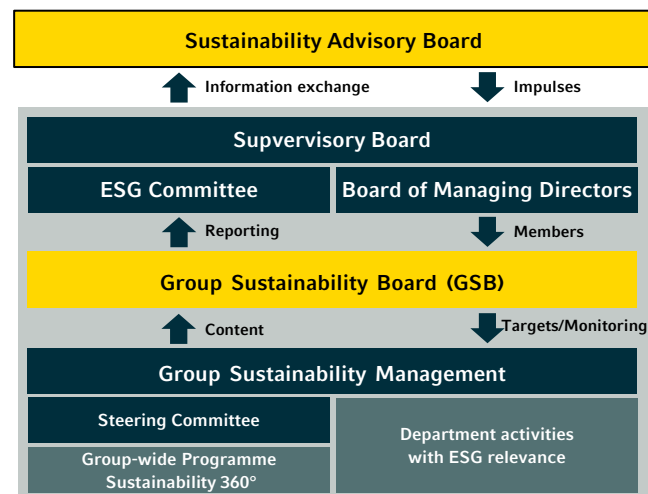 Sustainability Advisory Board
Information exchange
Impulses
Supvervisory Board
ESG Committee
Board of Managing Directors
Reporting
Members
Group Sustainability Board (GSB)
Content
Targets/Monitoring
Group Sustainability Management
Steering Committee
Department activities
with ESG relevance
Group-wide Programme
Sustainability 360°